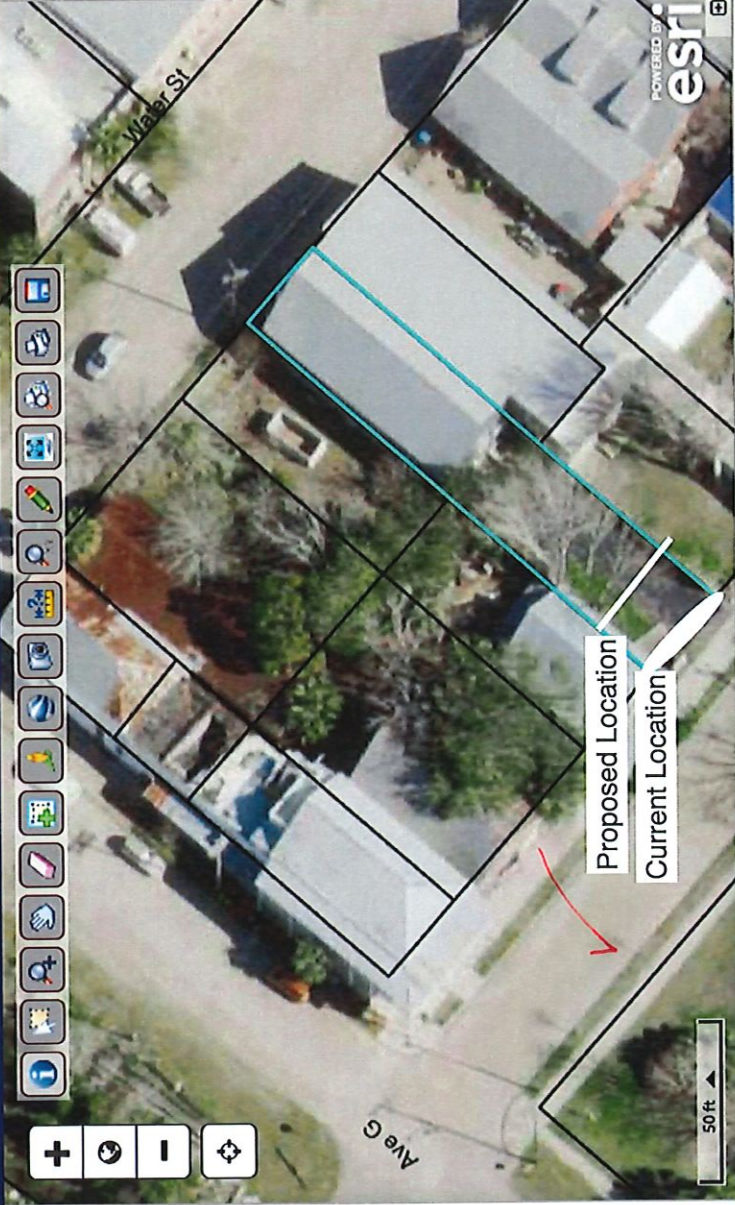 Water St
POWERED BY
esri
Proposed Location
Current Location
Ave G
50 ft